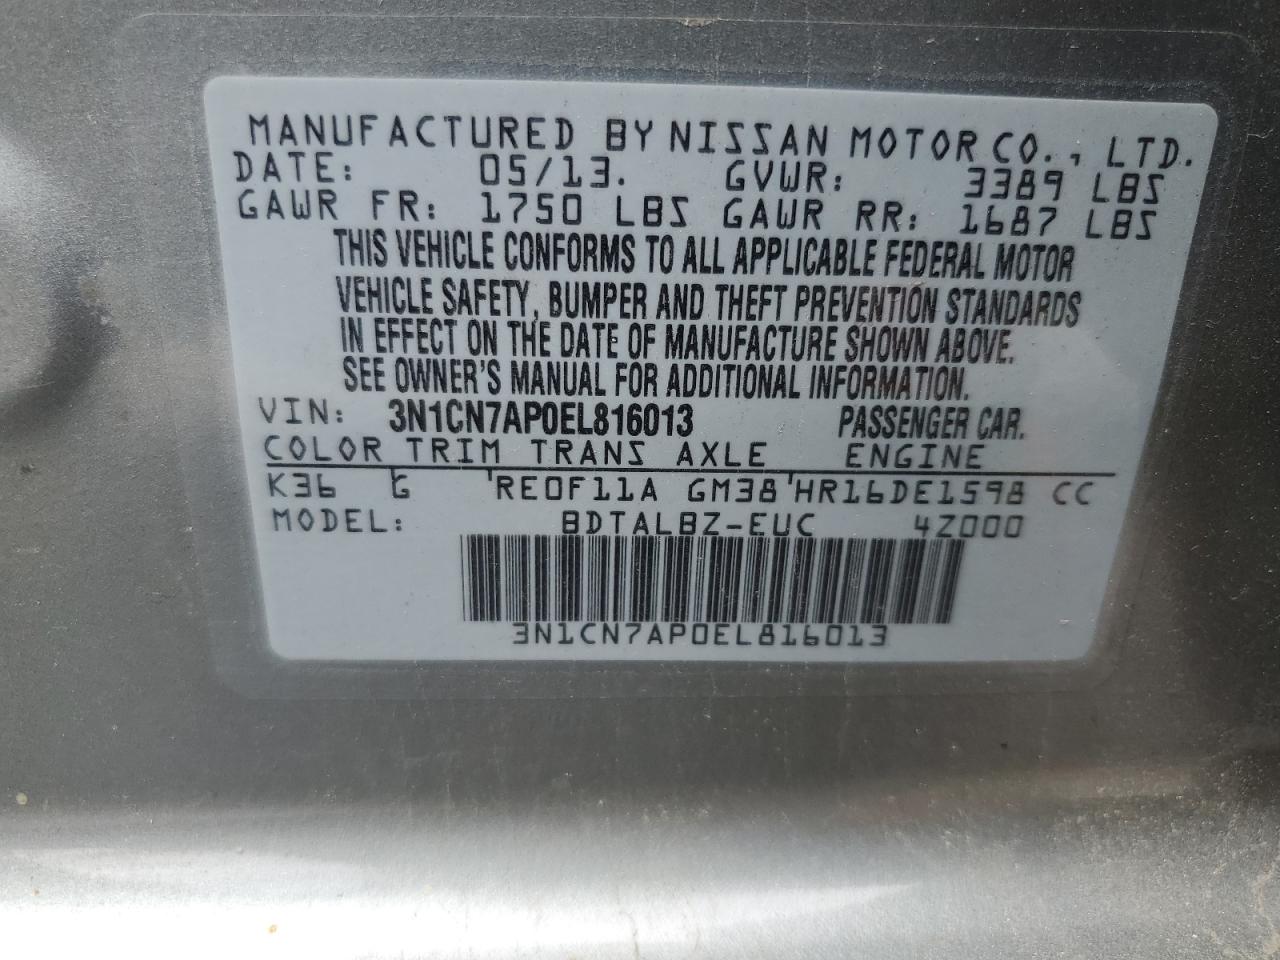 MANUFACTURED BY NISSAN MOTOR CO., LTD.
DATE: 05/13. GVWR: 3389 LBS
GAWR FR: 1750 LBS GAWR RR: 1687 LBS
THIS VEHICLE CONFORMS TO ALL APPLICABLE FEDERAL MOTOR
VEHICLE SAFETY, BUMPER AND THEFT PREVENTION STANDARDS
IN EFFECT ON THE DATE OF MANUFACTURE SHOWN ABOVE.
SEE OWNER'S MANUAL FOR ADDITIONAL INFORMATION.
VIN: 3N1CN7AP0EL816013 PASSENGER CAR.
COLOR TRIM TRANS AXLE ENGINE
K36 G RE0F11A GM38 HR16DE1598 CC
MODEL: BDTALBZ-EUC 4Z000
3N1CN7AP0EL816013